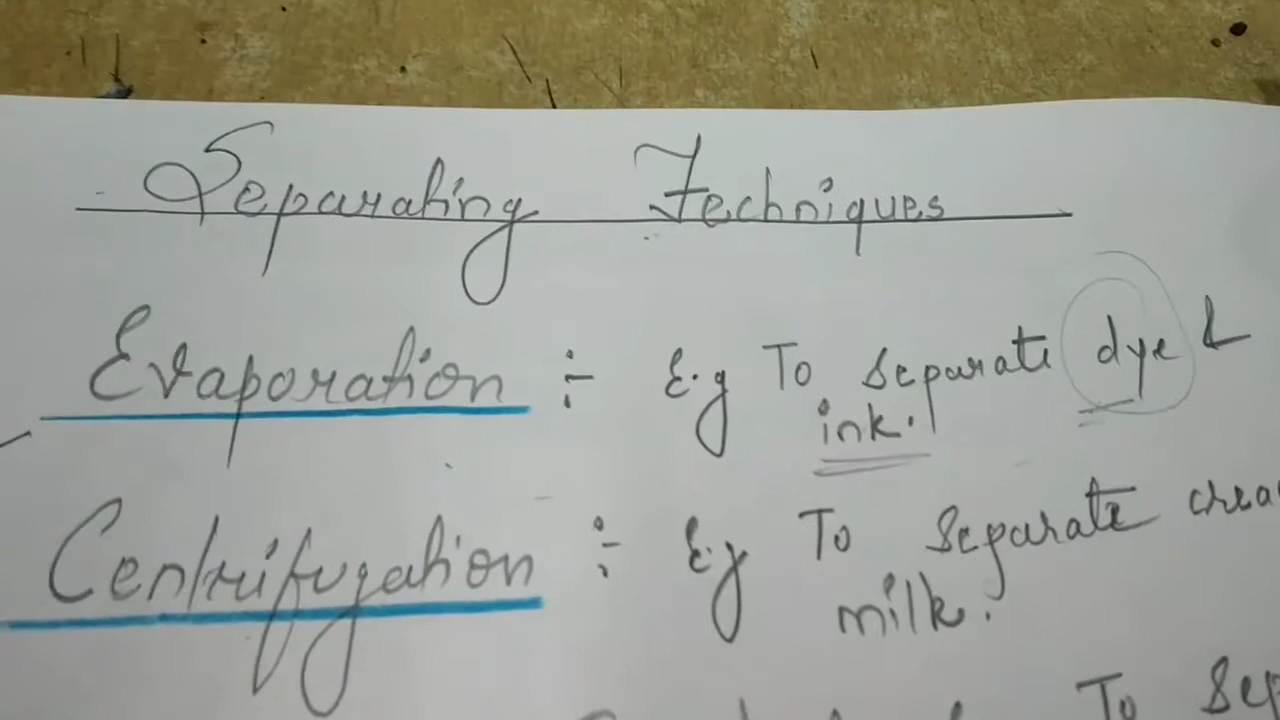 Separating Techniques
Evaporation :- E.g To separate dye &
ink.
Centrifugation :- E.g To separate
milk.
To